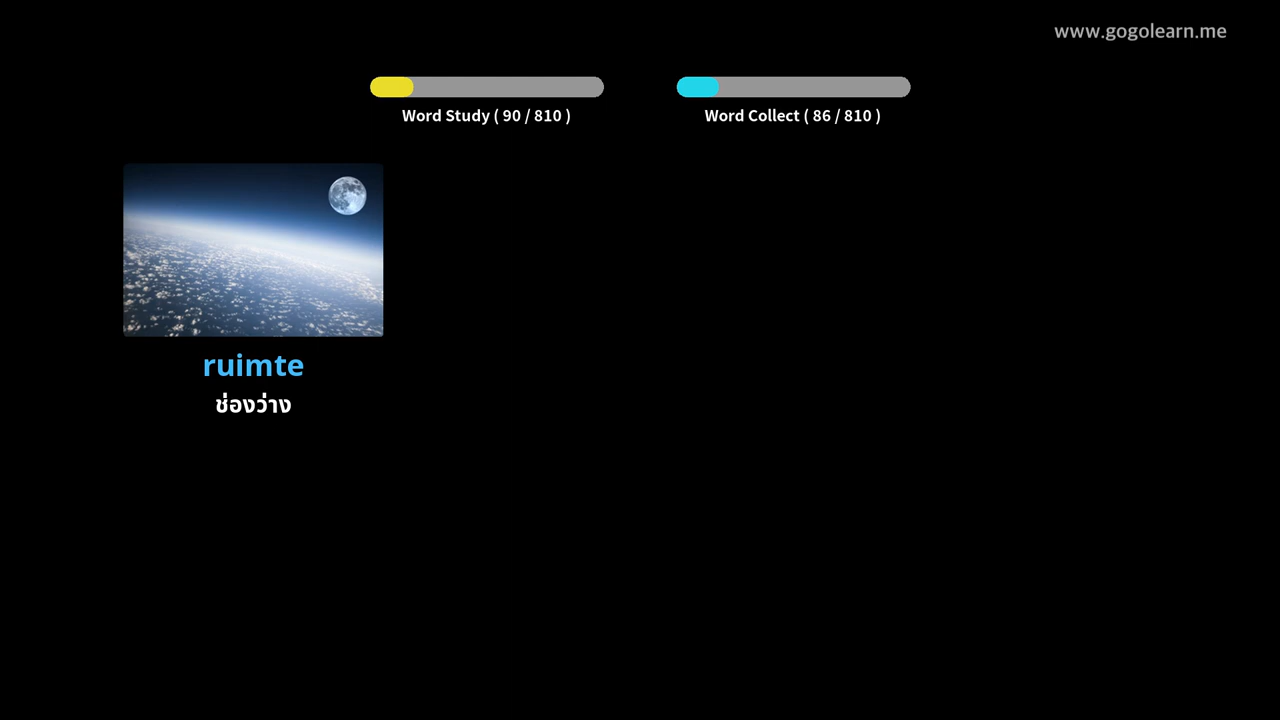 www.gogolearn.me
Word Study ( 90 / 810 )
Word Collect ( 86 / 810 )
ruimte
ช่องว่าง